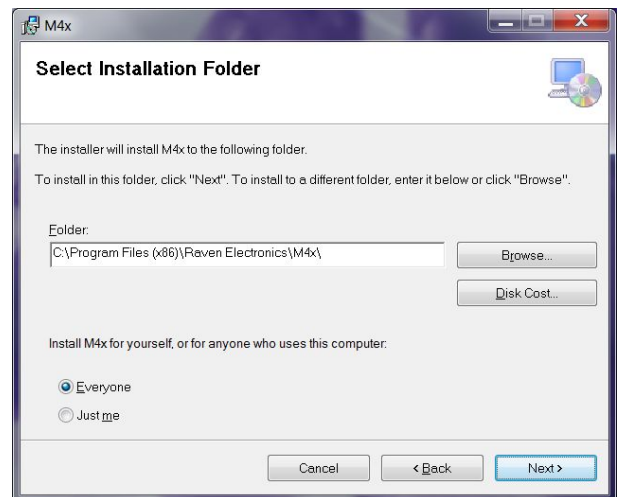 M4x
Select Installation Folder
The installer will install M4x to the following folder.
To install in this folder, click "Next". To install to a different folder, enter it below or click "Browse".
Folder:
C:\Program Files (x86)\Raven Electronics\M4x\
Browse...
Disk Cost...
Install M4x for yourself, or for anyone who uses this computer:
Everyone
Just me
Cancel
< Back
Next >